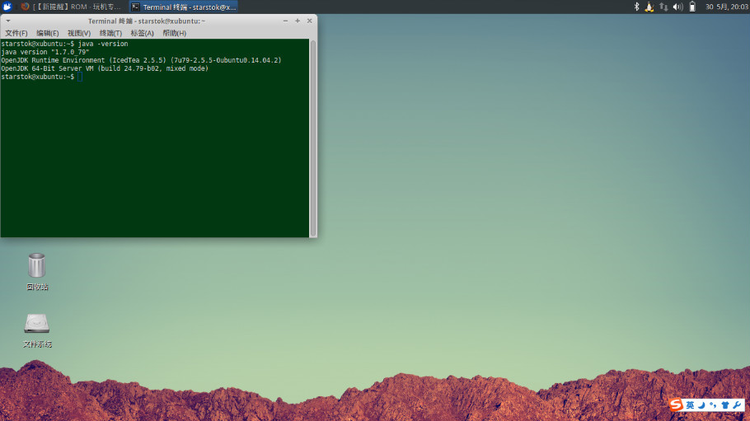 [【新提醒】ROM - 玩机专...
Terminal 终端 - starstok@x...
30 5月, 20:03
Terminal 终端 - starstok@xubuntu: ~
文件(F) 编辑(E) 视图(V) 终端(T) 标签(A) 帮助(H)
starstok@xubuntu:~$ java -version
java version "1.7.0_79"
OpenJDK Runtime Environment (IcedTea 2.5.5) (7u79-2.5.5-0ubuntu0.14.04.2)
OpenJDK 64-Bit Server VM (build 24.79-b02, mixed mode)
starstok@xubuntu:~$
回收站
文件系统
S 英